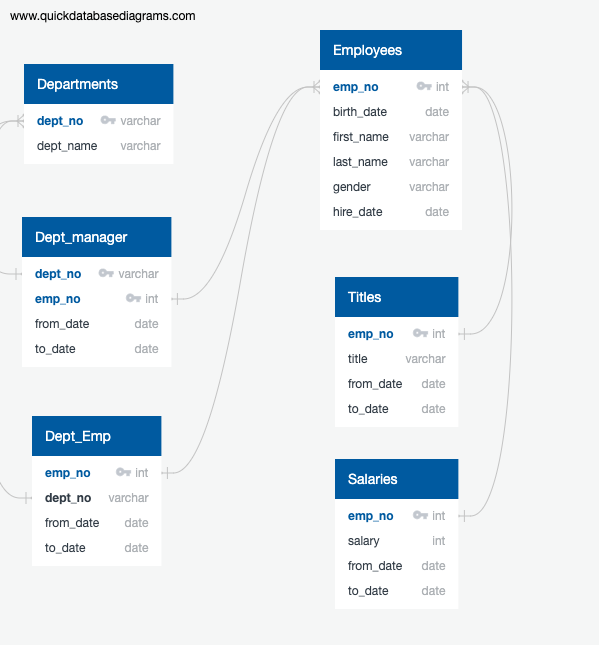 www.quickdatabasediagrams.com
Departments
dept_no varchar
dept_name varchar
Dept_manager
dept_no varchar
emp_no int
from_date date
to_date date
Dept_Emp
emp_no int
dept_no varchar
from_date date
to_date date
Employees
emp_no int
birth_date date
first_name varchar
last_name varchar
gender varchar
hire_date date
Titles
emp_no int
title varchar
from_date date
to_date date
Salaries
emp_no int
salary int
from_date date
to_date date